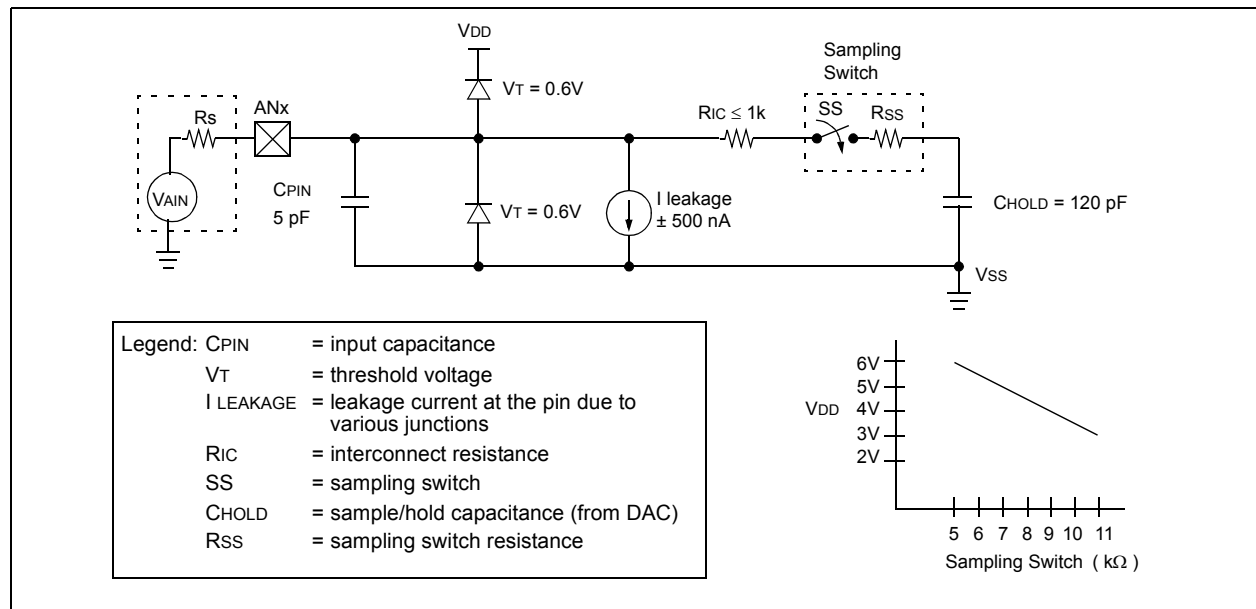 VDD
Sampling
Switch
VT = 0.6V
ANx
RIC ≤ 1k
SS
RSS
Rs
CPIN
5 pF
VAIN
VT = 0.6V
I leakage
± 500 nA
CHOLD = 120 pF
VSS
Legend: CPIN = input capacitance
VT = threshold voltage
I LEAKAGE = leakage current at the pin due to
various junctions
RIC = interconnect resistance
SS = sampling switch
CHOLD = sample/hold capacitance (from DAC)
RSS = sampling switch resistance
6V
5V
VDD 4V
3V
2V
5 6 7 8 9 10 11
Sampling Switch ( kΩ )